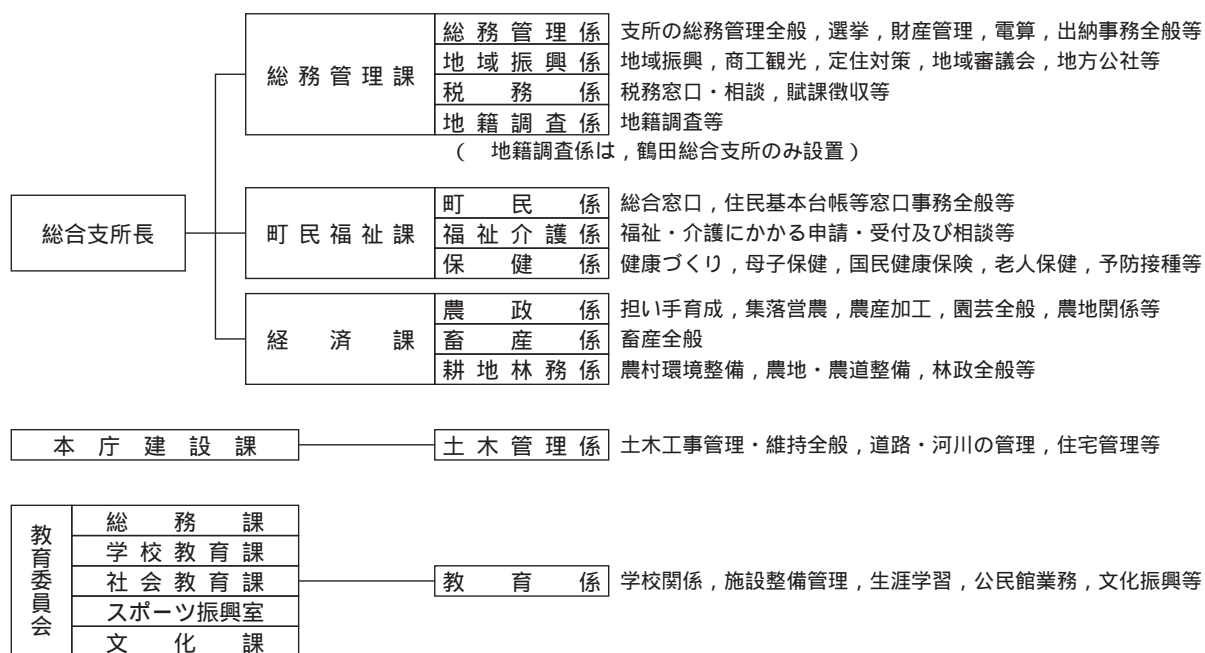 総務管理係 支所の総務管理全般，選挙，財産管理，電算，出納事務全般等
総務管理課 地域振興係 地域振興，商工観光，定住対策，地域審議会，地方公社等
税務係 税務窓口・相談，賦課徴収等
地籍調査係 地籍調査等
（　地籍調査係は，鶴田総合支所のみ設置）
町民係 総合窓口，住民基本台帳等窓口事務全般等
総合支所長 町民福祉課 福祉介護係 福祉・介護にかかる申請・受付及び相談等
保健係 健康づくり，母子保健，国民健康保険，老人保健，予防接種等
農政係 担い手育成，集落営農，農産加工，園芸全般，農地関係等
経済課 畜産係 畜産全般
耕地林務係 農村環境整備，農地・農道整備，林政全般等
本庁建設課 土木管理係 土木工事管理・維持全般，道路・河川の管理，住宅管理等
教育委員会
総務課
学校教育課
社会教育課 教育係 学校関係，施設整備管理，生涯学習，公民館業務，文化振興等
スポーツ振興室
文化課